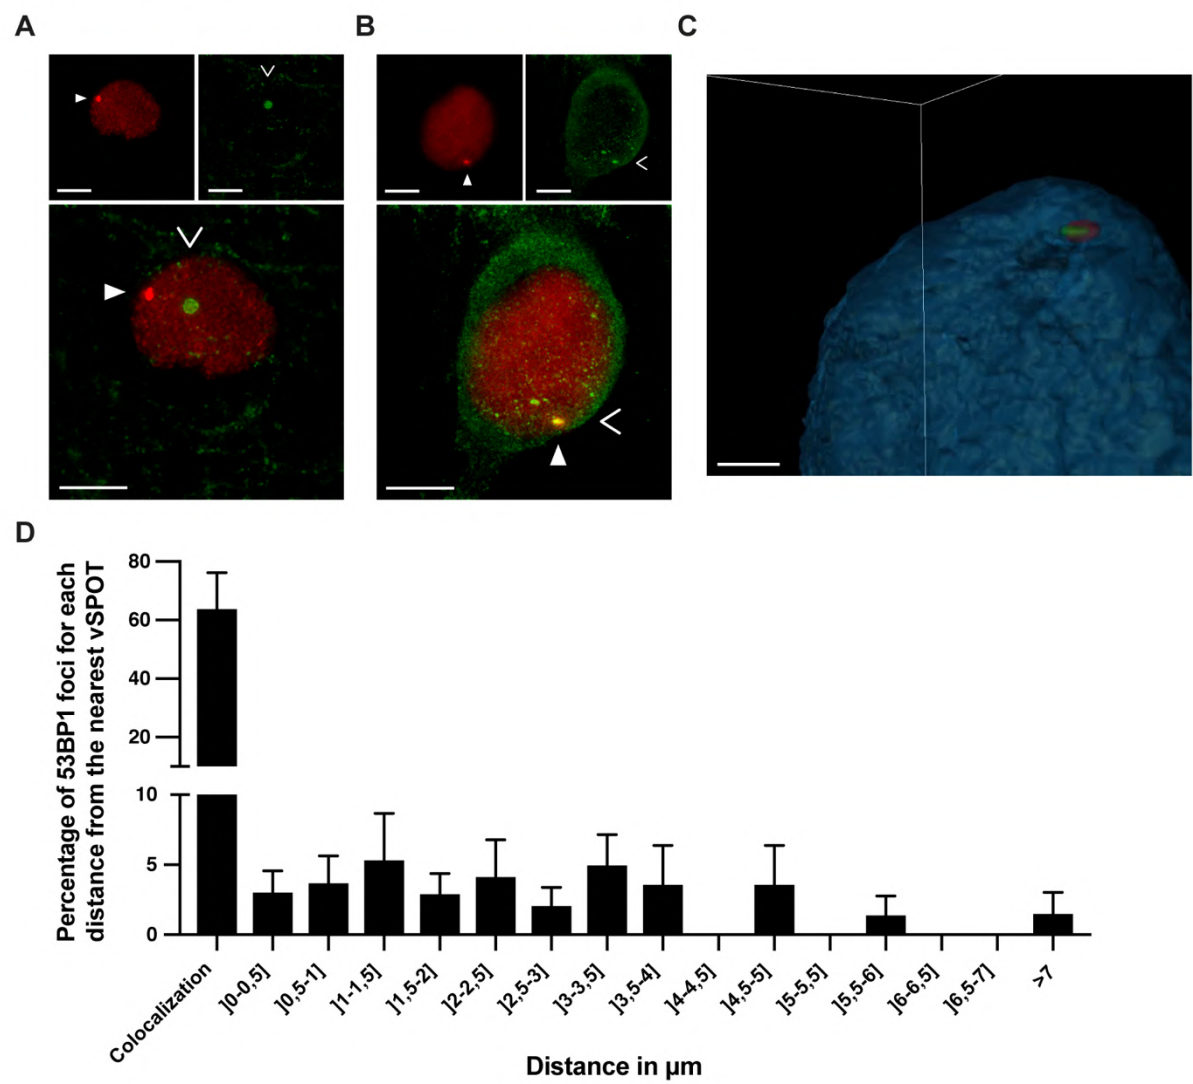 A
B
C
D
Percentage of 53BP1 foci for each
distance from the nearest vSPOT
80
60
40
20
10
5
0
Colocalization
]0-0,5]
]0,5-1]
]1-1,5]
]1,5-2]
]2-2,5]
]2,5-3]
]3-3,5]
]3,5-4]
]4-4,5]
]4,5-5]
]5-5,5]
]5,5-6]
]6-6,5]
]6,5-7]
>7
Distance in µm